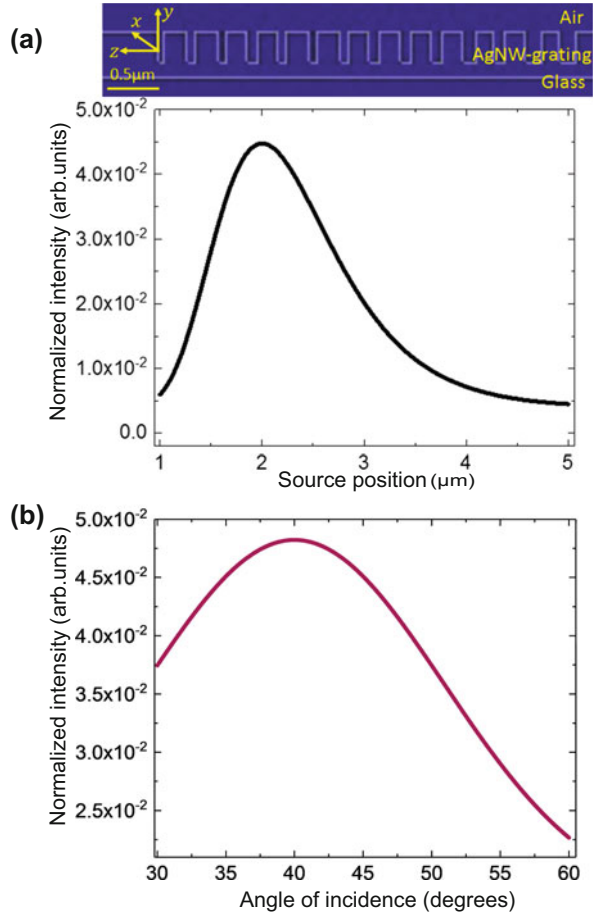 (a)
y
x
z
0.5µm
Air
AgNW-grating
Glass
Normalized intensity (arb.units)
5.0x10⁻²
4.0x10⁻²
3.0x10⁻²
2.0x10⁻²
1.0x10⁻²
0.0
1 2 3 4 5
Source position (µm)
(b)
Normalized intensity (arb.units)
5.0x10⁻²
4.5x10⁻²
4.0x10⁻²
3.5x10⁻²
3.0x10⁻²
2.5x10⁻²
30 35 40 45 50 55 60
Angle of incidence (degrees)